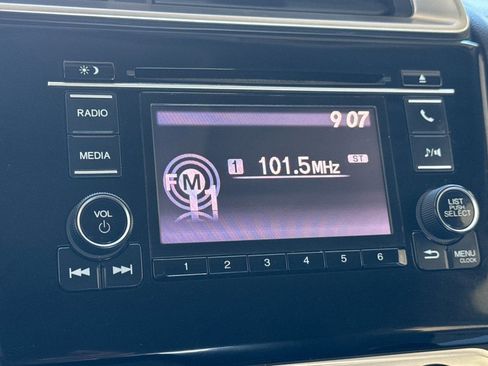 9 07
RADIO
MEDIA
1 101.5MHz ST
FM 1
VOL
LIST
PUSH
SELECT
MENU
CLOCK
1 2 3 4 5 6